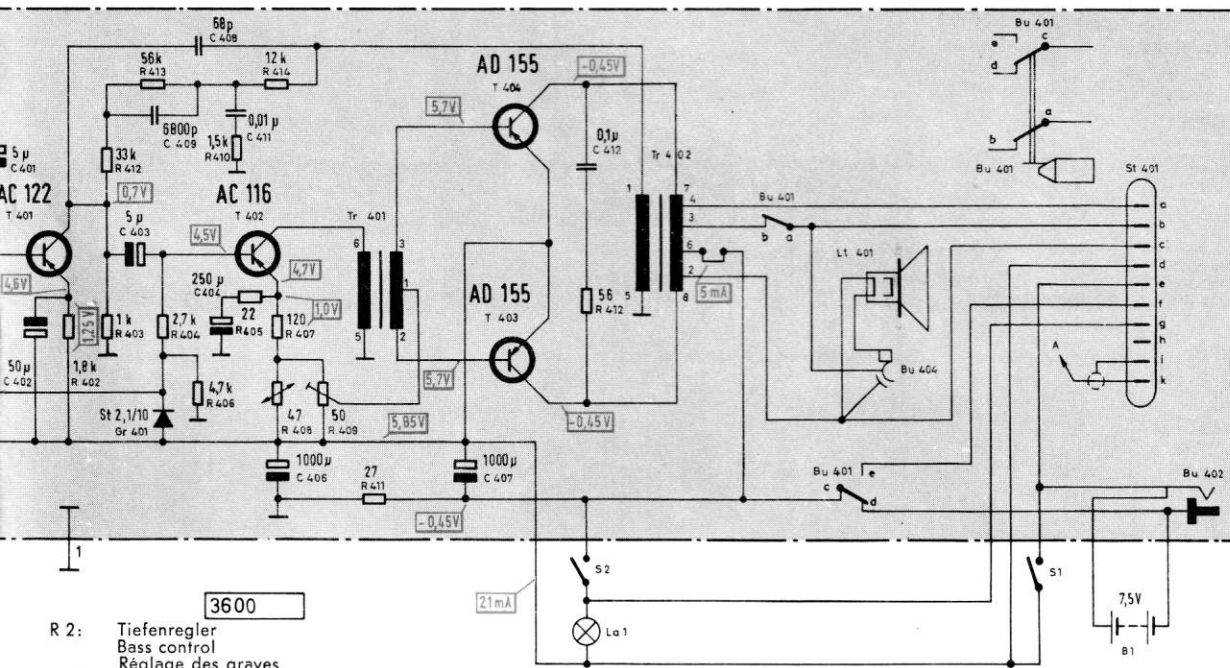 68p
C 408
56k
R 413
12 k
R 414
6800p
C 409
0,01 µ
C 411
1,5k
R410
5 µ
C 401
33 k
R 412
0,7V
AC 122
T 401
4,6V
5 µ
C 403
AC 116
T 402
4,5V
4,7V
250 µ
C404
22
R 405
120
R 407
1,0V
1,25V
1 k
R 403
2,7 k
R 404
50µ
C 402
1,8k
R 402
4,7k
R 406
St 2,1/10
Gr 401
47
R 408
50
R 409
5,85V
1000µ
C 406
27
R 411
1000µ
C 407
-0,45V
Tr 401
6
3
1
5
2
AD 155
T 404
5,7V
-0,45V
0,1µ
C 412
AD 155
T 403
5,7V
-0,45V
56
R 412
Tr 402
1
7
4
3
6
2
5
8
5 mA
Bu 401
b
a
Lt 401
Bu 404
Bu 401
c
e
d
a
b
Bu 401
St 401
a
b
c
d
e
f
g
h
i
k
A
Bu 401
e
c
d
Bu 402
1
S2
S1
21mA
La 1
7,5V
B1
3600
R 2: Tiefenregler
Bass control
Réglage des graves